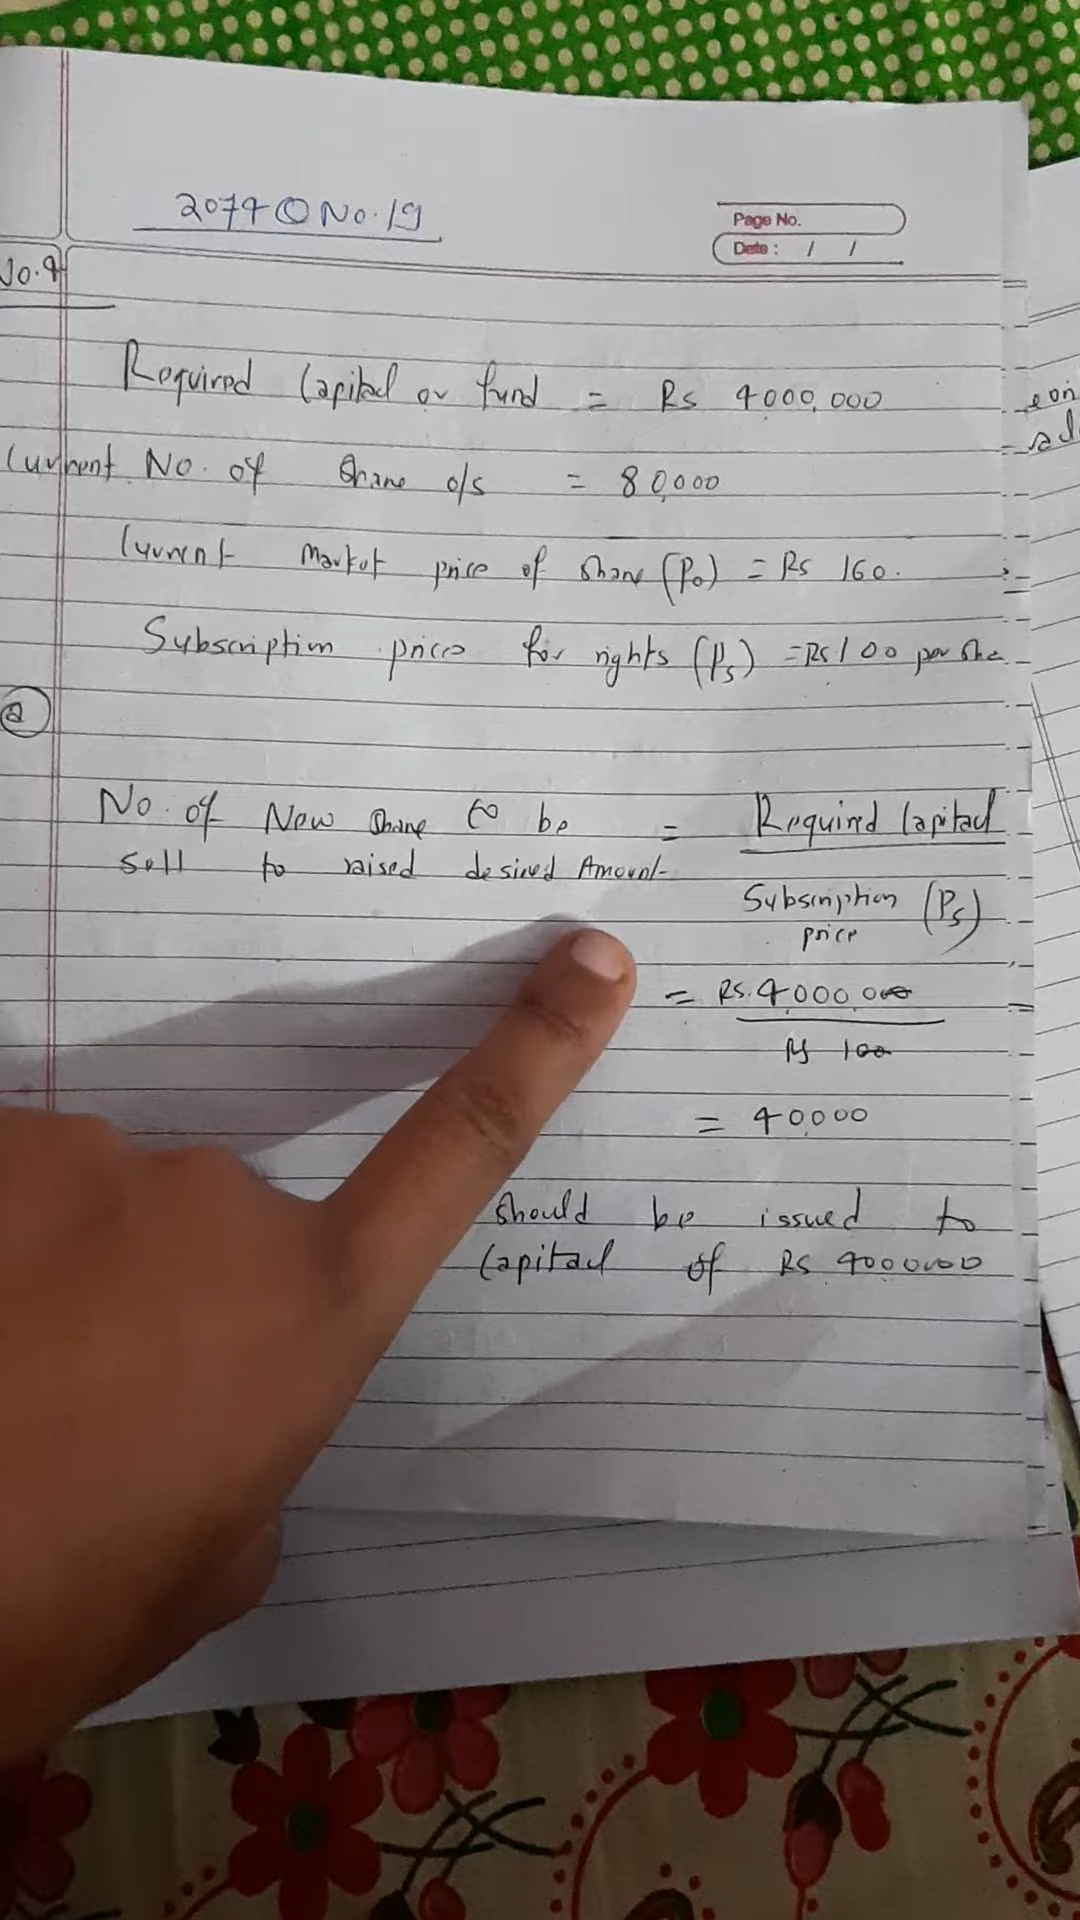 2074 Q No. 19
Page No.
Date : / /
No. 4
Required Capital or fund = Rs 4000,000
Current No. of Share o/s = 80,000
Current Market price of share (P₀) = Rs 160.
Subscription price for rights (Pₛ) = Rs 100 per sha
a
No. of New Share to be = Required Capital
sell to raised desired Amount
Subscription (Pₛ)
price
= Rs. 4000 000
Rs 100
= 40,000
should be issued to
Capital of Rs 4000000